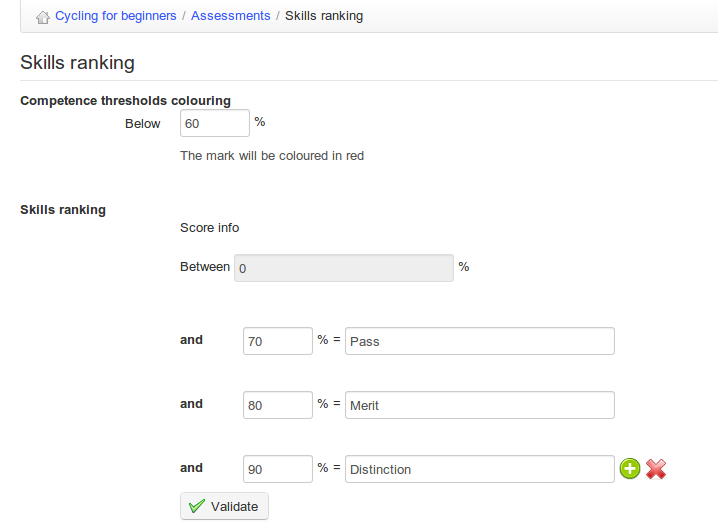 Cycling for beginners / Assessments / Skills ranking
Skills ranking
Competence thresholds colouring
Below 60 %
The mark will be coloured in red
Skills ranking
Score info
Between 0 %
and 70 % = Pass
and 80 % = Merit
and 90 % = Distinction
Validate